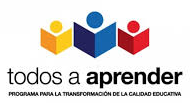 todos a aprender
PROGRAMA PARA LA TRANSFORMACIÓN DE LA CALIDAD EDUCATIVA